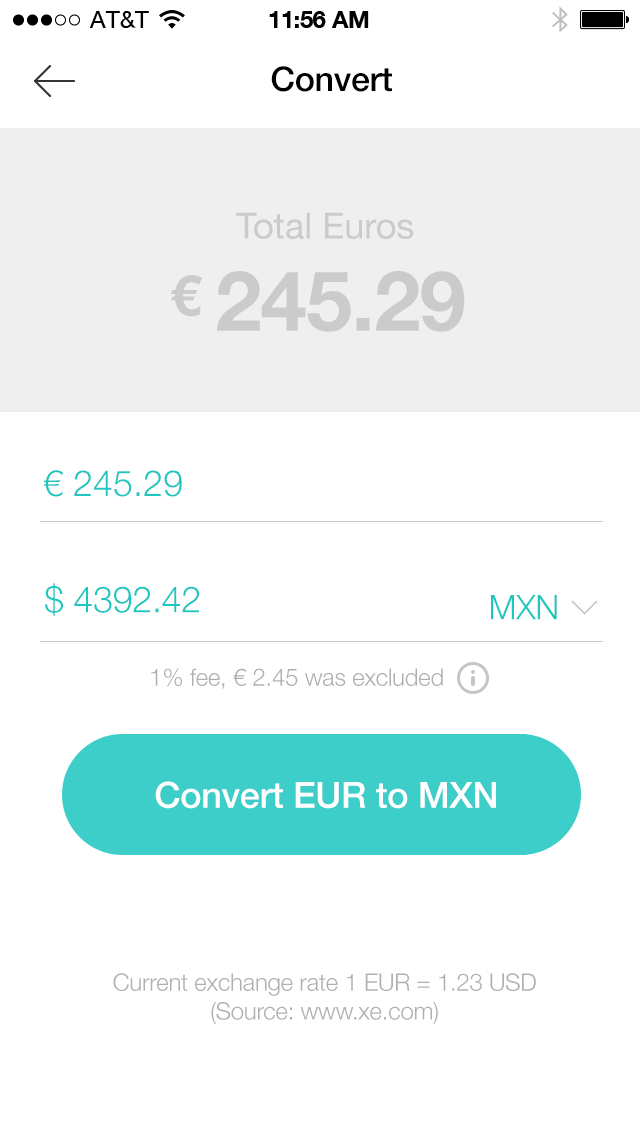 AT&T 11:56 AM
Convert
Total Euros
€ 245.29
€ 245.29
$ 4392.42 MXN
1% fee, € 2.45 was excluded
Convert EUR to MXN
Current exchange rate 1 EUR = 1.23 USD
(Source: www.xe.com)